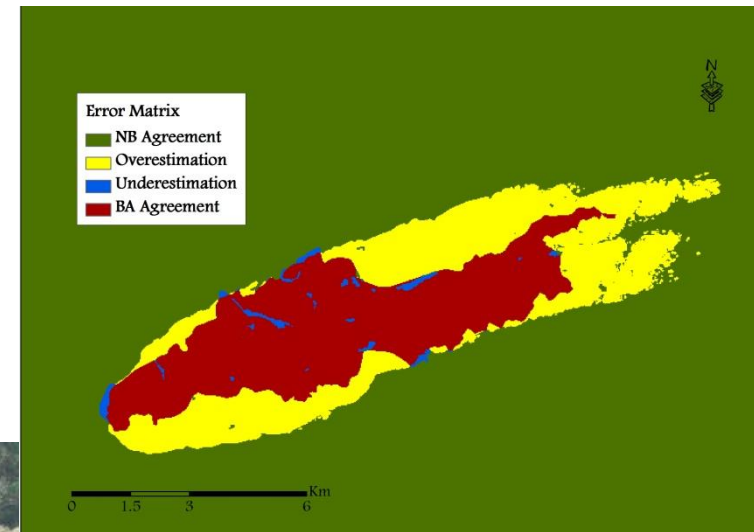 N
Error Matrix
NB Agreement
Overestimation
Underestimation
BA Agreement
Km
0 1.5 3 6